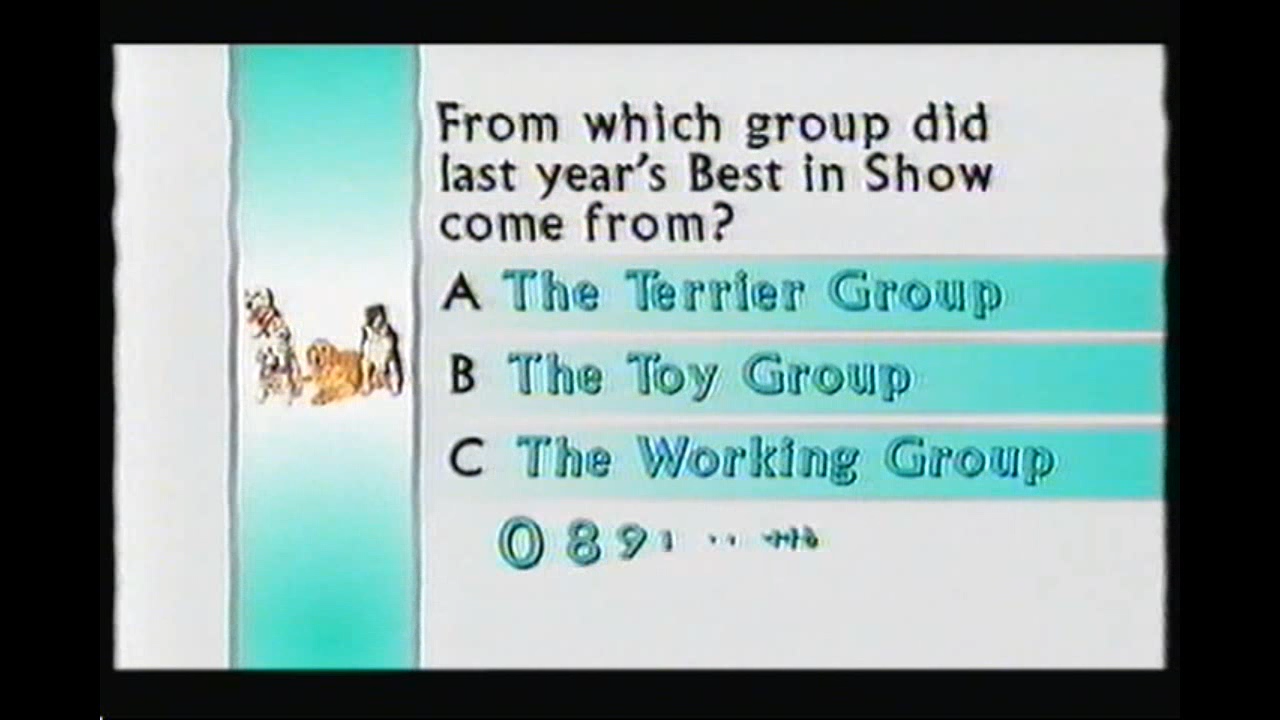 From which group did
last year's Best in Show
come from?
A The Terrier Group
B The Toy Group
C The Working Group
0891